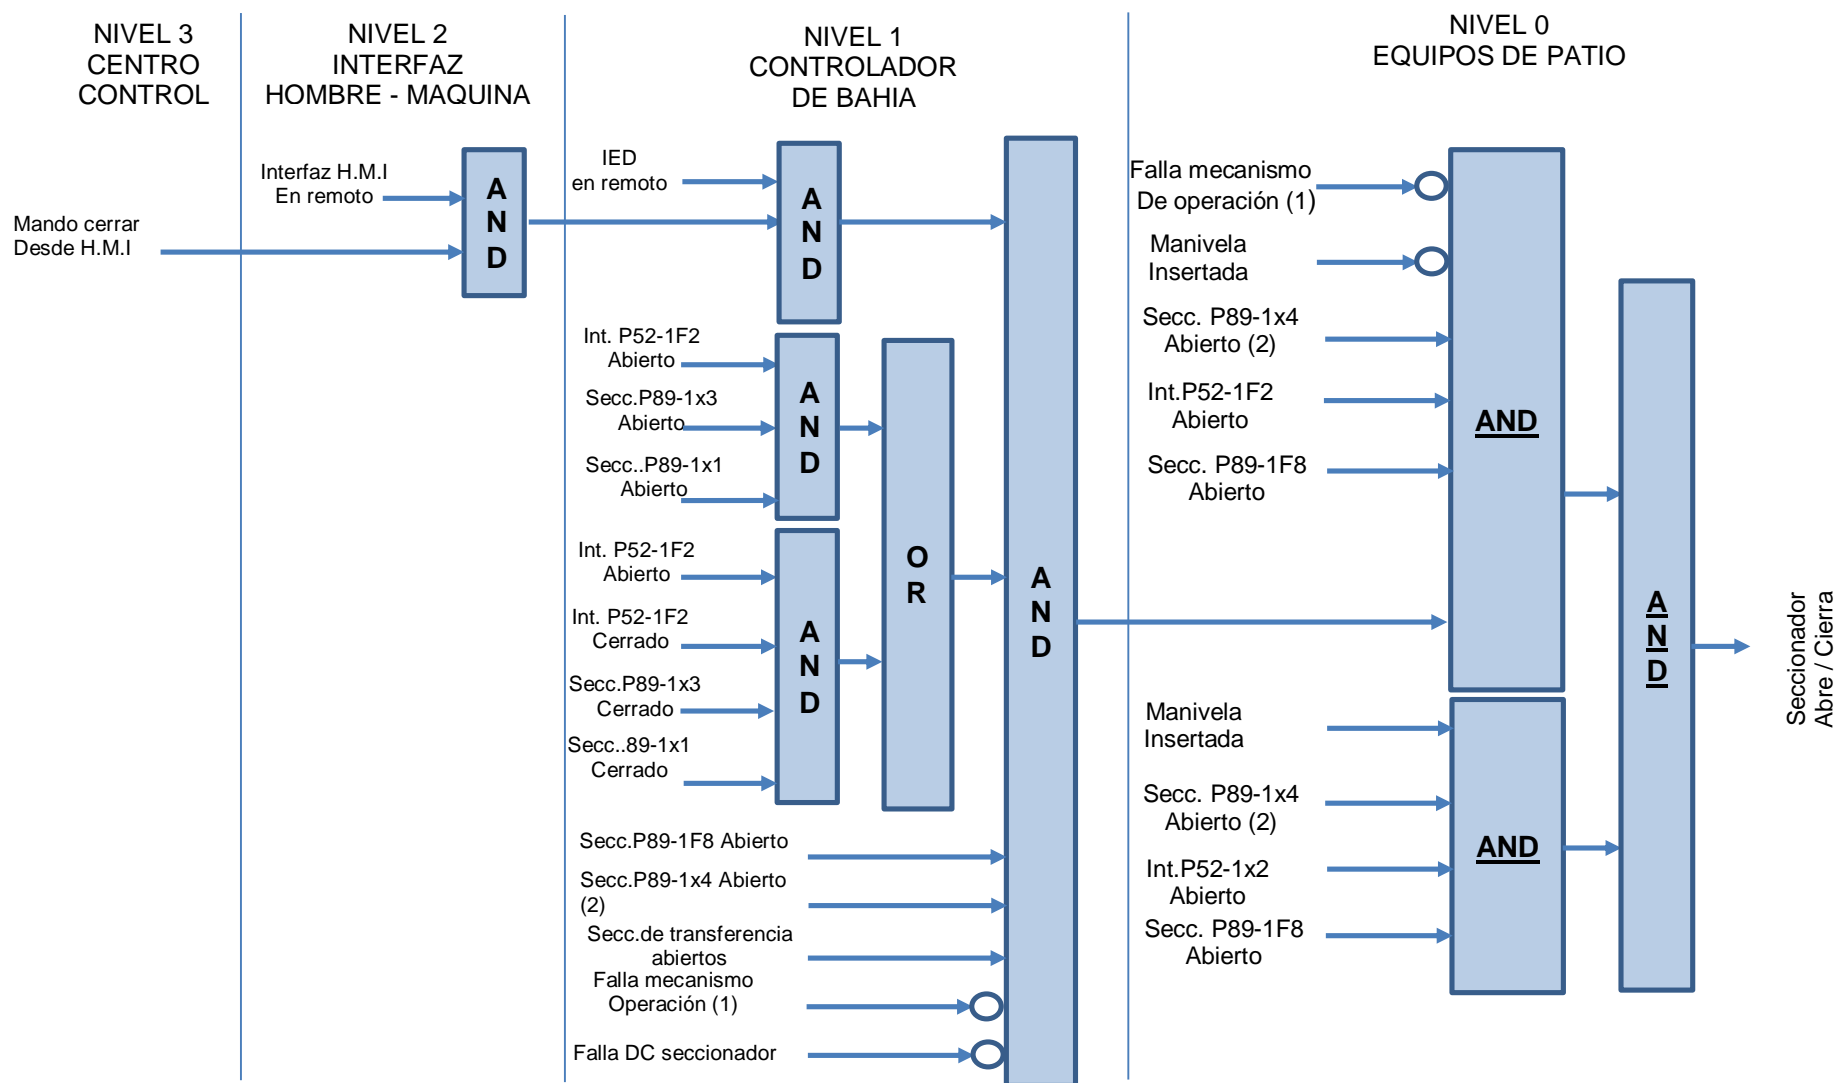 NIVEL 3
CENTRO
CONTROL
NIVEL 2
INTERFAZ
HOMBRE - MAQUINA
NIVEL 1
CONTROLADOR
DE BAHIA
NIVEL 0
EQUIPOS DE PATIO
Interfaz H.M.I
En remoto
Mando cerrar
Desde H.M.I
A
N
D
IED
en remoto
A
N
D
Int. P52-1F2
Abierto
Secc.P89-1x3
Abierto
Secc..P89-1x1
Abierto
A
N
D
Int. P52-1F2
Abierto
Int. P52-1F2
Cerrado
Secc.P89-1x3
Cerrado
Secc..89-1x1
Cerrado
A
N
D
O
R
Secc.P89-1F8 Abierto
Secc.P89-1x4 Abierto
(2)
Secc.de transferencia
abiertos
Falla mecanismo
Operación (1)
Falla DC seccionador
A
N
D
Falla mecanismo
De operación (1)
Manivela
Insertada
Secc. P89-1x4
Abierto (2)
Int.P52-1F2
Abierto
Secc. P89-1F8
Abierto
AND
Manivela
Insertada
Secc. P89-1x4
Abierto (2)
Int.P52-1x2
Abierto
Secc. P89-1F8
Abierto
AND
A
N
D
Seccionador
Abre / Cierra